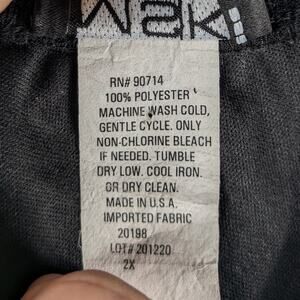 RN# 90714
100% POLYESTER
MACHINE WASH COLD,
GENTLE CYCLE. ONLY
NON-CHLORINE BLEACH
IF NEEDED. TUMBLE
DRY LOW. COOL IRON.
OR DRY CLEAN.
MADE IN U.S.A.
IMPORTED FABRIC
20198
LOT# 201220
2X